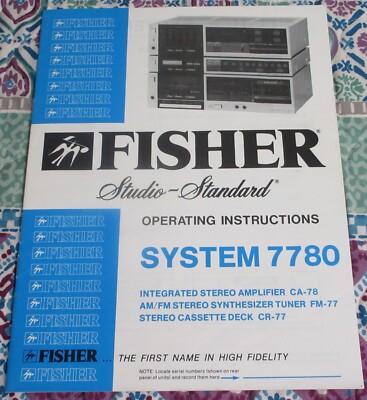 FISHER
FISHER
FISHER
FISHER
FISHER
FISHER
FISHER
FISHER®
Studio-Standard®
OPERATING INSTRUCTIONS
FISHER
FISHER
FISHER
FISHER
FISHER
FISHER
FISHER
FISHER
SYSTEM 7780
INTEGRATED STEREO AMPLIFIER CA-78
AM/FM STEREO SYNTHESIZER TUNER FM-77
STEREO CASSETTE DECK CR-77
FISHER ... THE FIRST NAME IN HIGH FIDELITY
FISHER
NOTE: Locate serial numbers (shown on rear
panel of units) and record them here